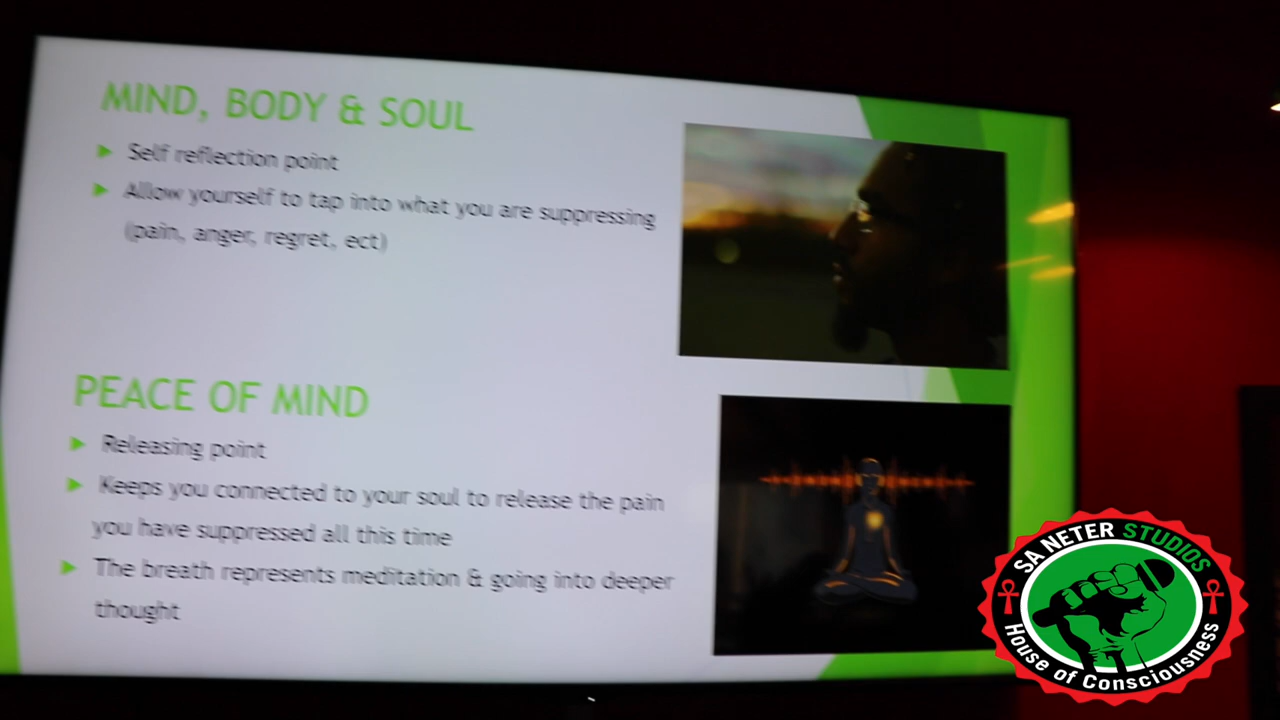 MIND, BODY & SOUL
Self reflection point
Allow yourself to tap into what you are suppressing
(pain, anger, regret, ect)
PEACE OF MIND
Releasing point
Keeps you connected to your soul to release the pain
you have suppressed all this time
The breath represents meditation & going into deeper
thought
SA NETER STUDIOS
House of Consciousness